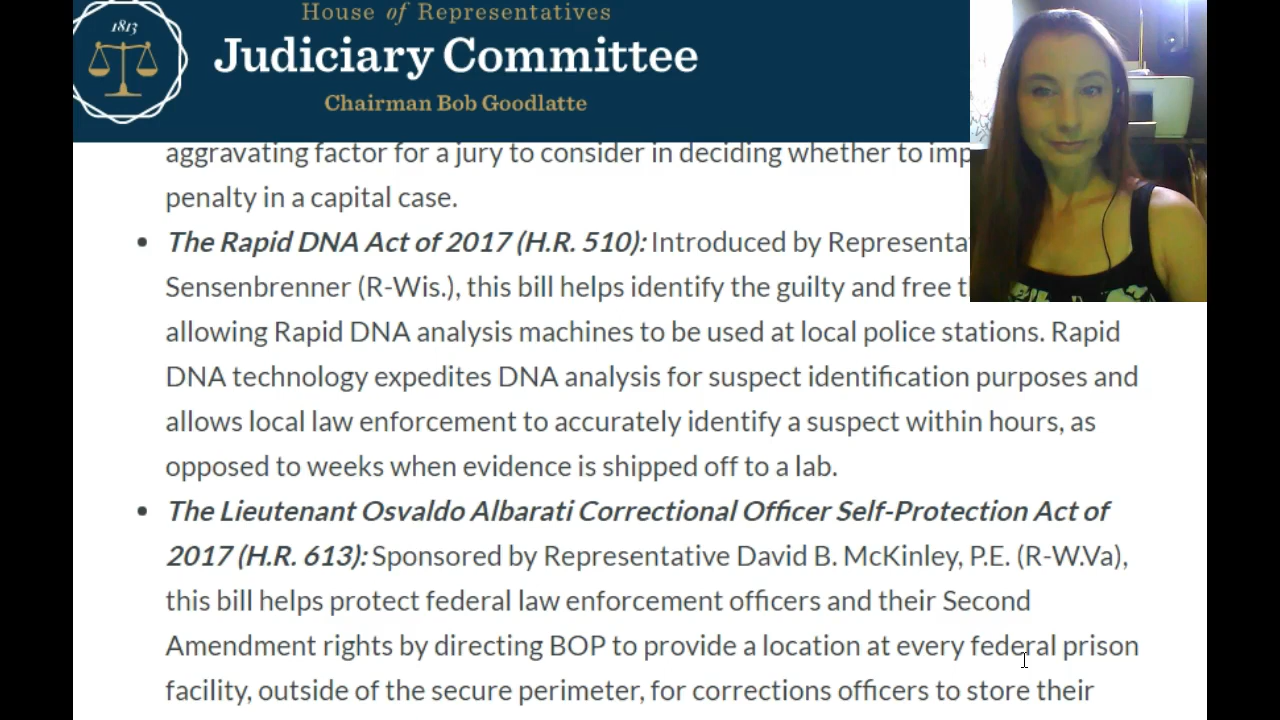 House of Representatives
1813
Judiciary Committee
Chairman Bob Goodlatte
aggravating factor for a jury to consider in deciding whether to
penalty in a capital case.
• The Rapid DNA Act of 2017 (H.R. 510): Introduced by
Sensenbrenner (R-Wis.), this bill helps identify the guilty and free
allowing Rapid DNA analysis machines to be used at local police stations. Rapid
DNA technology expedites DNA analysis for suspect identification purposes and
allows local law enforcement to accurately identify a suspect within hours, as
opposed to weeks when evidence is shipped off to a lab.
• The Lieutenant Osvaldo Albarati Correctional Officer Self-Protection Act of
2017 (H.R. 613): Sponsored by Representative David B. McKinley, P.E. (R-W.Va),
this bill helps protect federal law enforcement officers and their Second
Amendment rights by directing BOP to provide a location at every federal prison
facility, outside of the secure perimeter, for corrections officers to store their